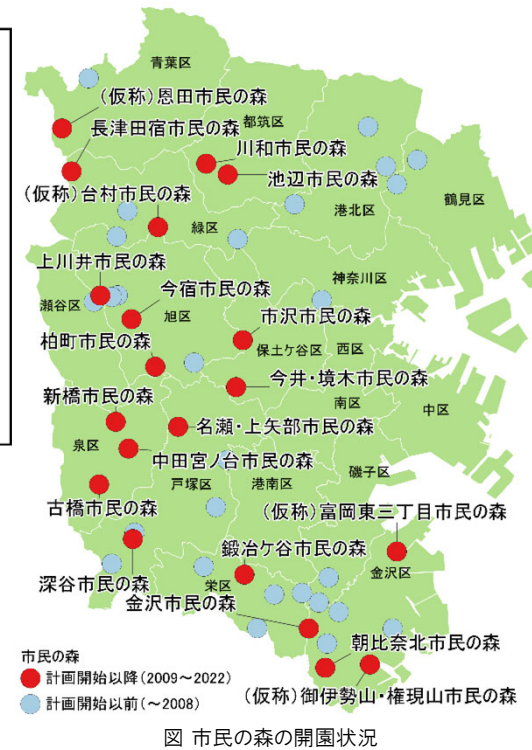 青葉区
(仮称)恩田市民の森
都筑区
長津田宿市民の森
川和市民の森
池辺市民の森
(仮称)台村市民の森
港北区
鶴見区
緑区
上川井市民の森
神奈川区
今宿市民の森
瀬谷区
旭区
市沢市民の森
柏町市民の森
保土ケ谷区
西区
今井・境木市民の森
新橋市民の森
南区
中区
名瀬・上矢部市民の森
泉区
中田宮ノ台市民の森
戸塚区
港南区
磯子区
古橋市民の森
(仮称)富岡東三丁目市民の森
鍛冶ケ谷市民の森
金沢区
深谷市民の森
栄区
金沢市民の森
朝比奈北市民の森
(仮称)御伊勢山・権現山市民の森
市民の森
計画開始以降(2009~2022)
計画開始以前(~2008)
図 市民の森の開園状況